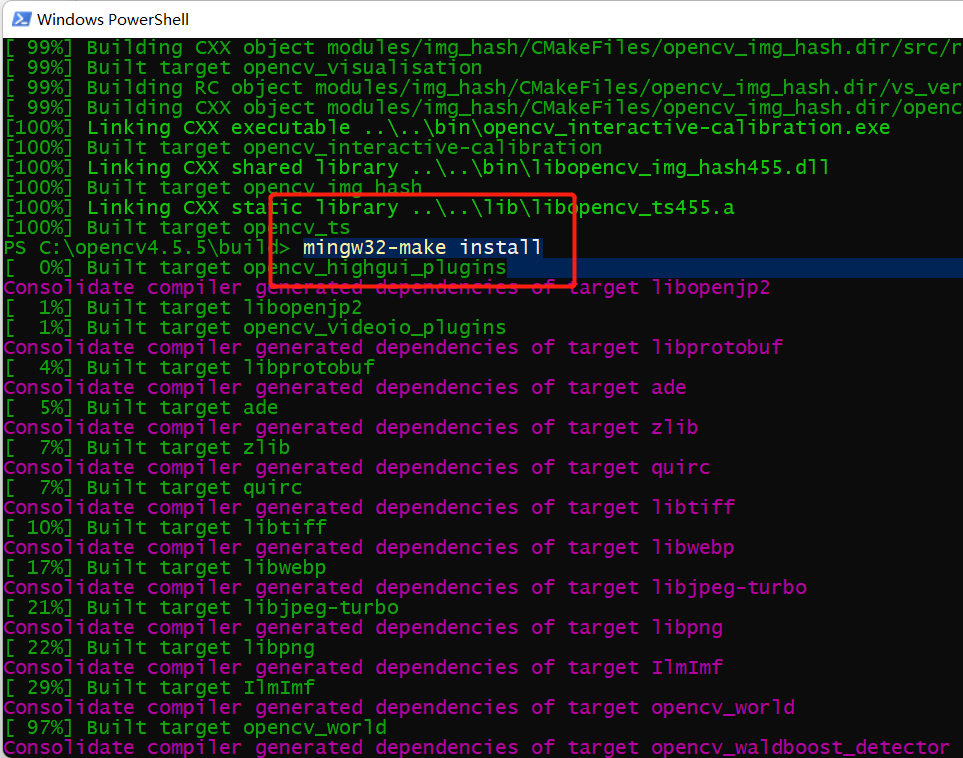 Windows PowerShell
[ 99%] Building CXX object modules/img_hash/CMakeFiles/opencv_img_hash.dir/src/r
[ 99%] Built target opencv_visualisation
[ 99%] Building RC object modules/img_hash/CMakeFiles/opencv_img_hash.dir/vs_ver
[ 99%] Building CXX object modules/img_hash/CMakeFiles/opencv_img_hash.dir/openc
[100%] Linking CXX executable ..\..\bin\opencv_interactive-calibration.exe
[100%] Built target opencv_interactive-calibration
[100%] Linking CXX shared library ..\..\bin\libopencv_img_hash455.dll
[100%] Built target opencv_img_hash
[100%] Linking CXX static library ..\..\lib\libopencv_ts455.a
[100%] Built target opencv_ts
PS C:\opencv4.5.5\build> mingw32-make install
[  0%] Built target opencv_highgui_plugins
Consolidate compiler generated dependencies of target libopenjp2
[  1%] Built target libopenjp2
[  1%] Built target opencv_videoio_plugins
Consolidate compiler generated dependencies of target libprotobuf
[  4%] Built target libprotobuf
Consolidate compiler generated dependencies of target ade
[  5%] Built target ade
Consolidate compiler generated dependencies of target zlib
[  7%] Built target zlib
Consolidate compiler generated dependencies of target quirc
[  7%] Built target quirc
Consolidate compiler generated dependencies of target libtiff
[ 10%] Built target libtiff
Consolidate compiler generated dependencies of target libwebp
[ 17%] Built target libwebp
Consolidate compiler generated dependencies of target libjpeg-turbo
[ 21%] Built target libjpeg-turbo
Consolidate compiler generated dependencies of target libpng
[ 22%] Built target libpng
Consolidate compiler generated dependencies of target IlmImf
[ 29%] Built target IlmImf
Consolidate compiler generated dependencies of target opencv_world
[ 97%] Built target opencv_world
Consolidate compiler generated dependencies of target opencv_waldboost_detector